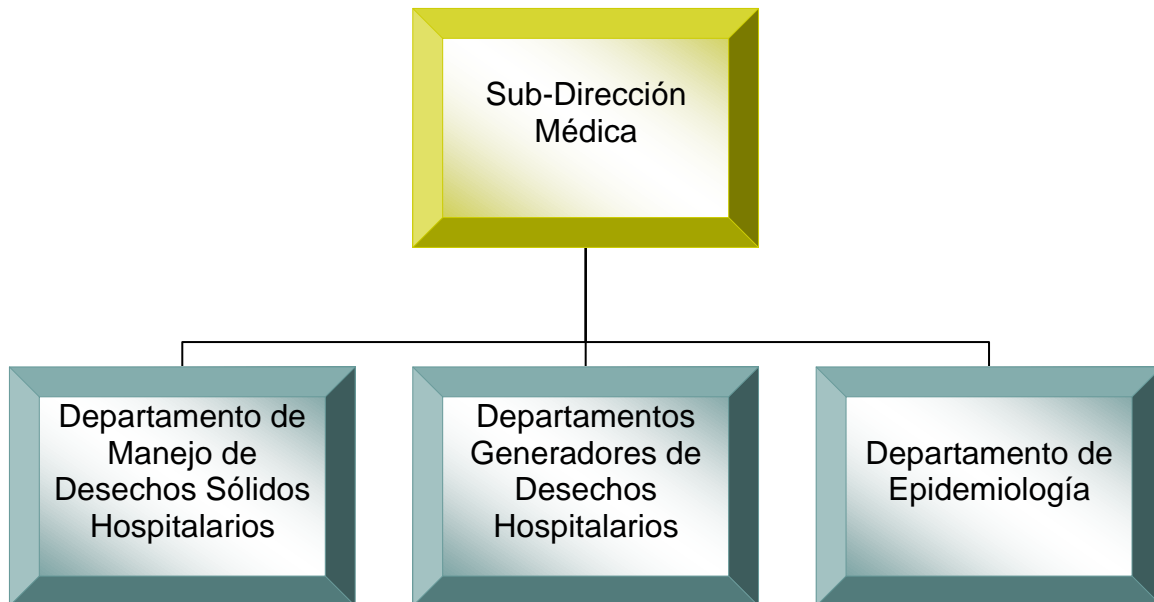 Sub-Dirección
Médica
Departamento de
Manejo de
Desechos Sólidos
Hospitalarios
Departamentos
Generadores de
Desechos
Hospitalarios
Departamento de
Epidemiología